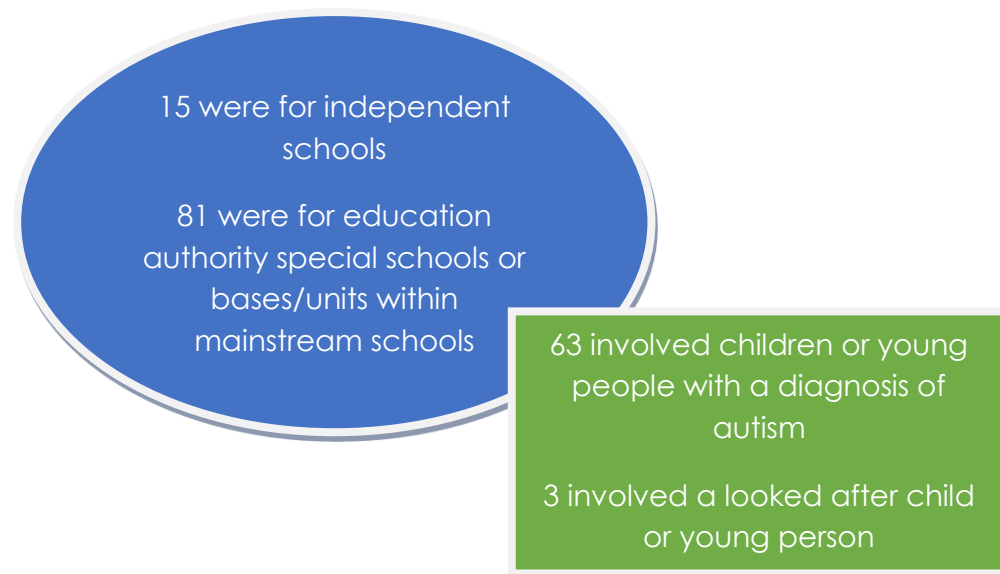 15 were for independent
schools
81 were for education
authority special schools or
bases/units within
mainstream schools
63 involved children or young
people with a diagnosis of
autism
3 involved a looked after child
or young person